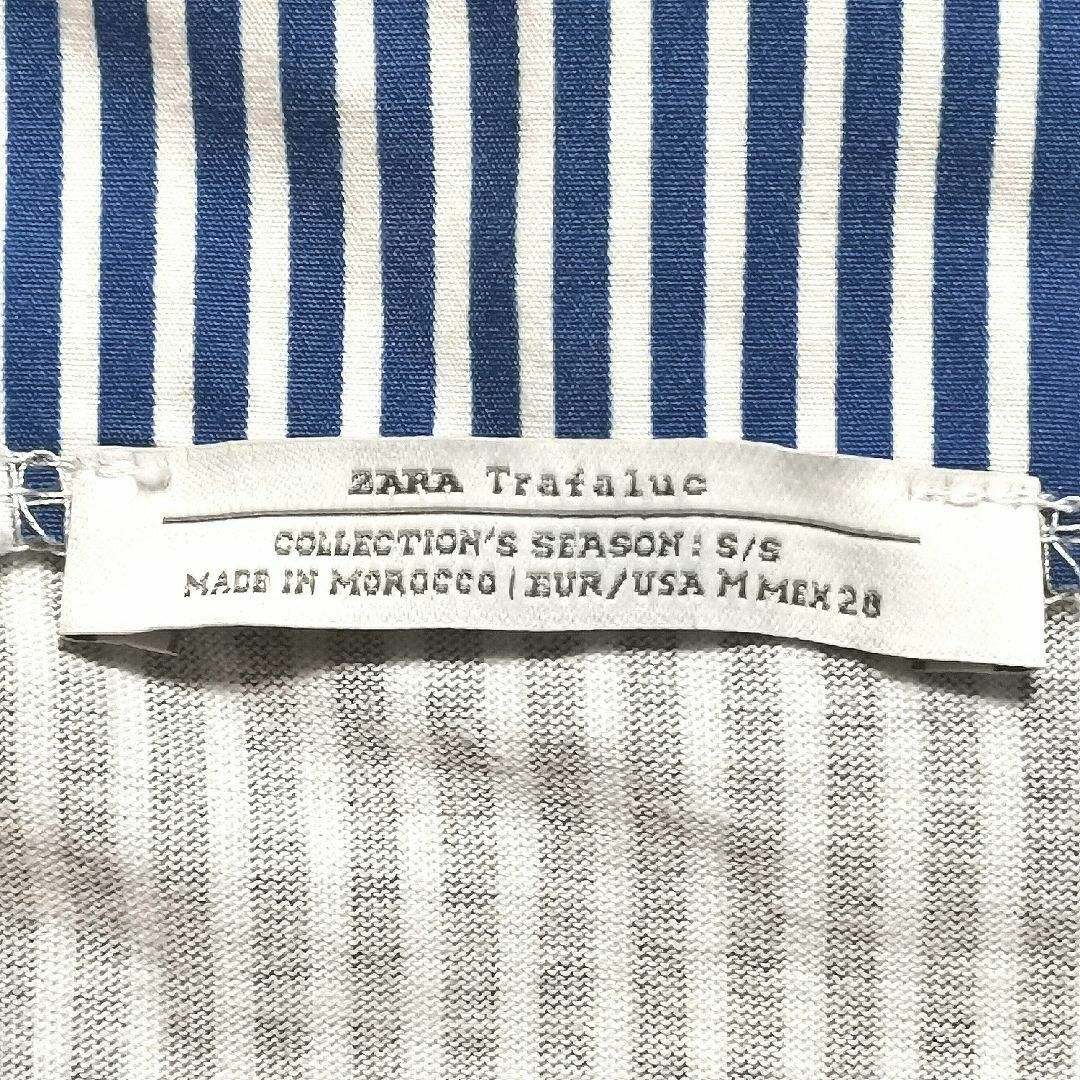 ZARA Trafaluc
COLLECTION'S SEASON: S/S
MADE IN MOROCCO | EUR/USA M MEX 28